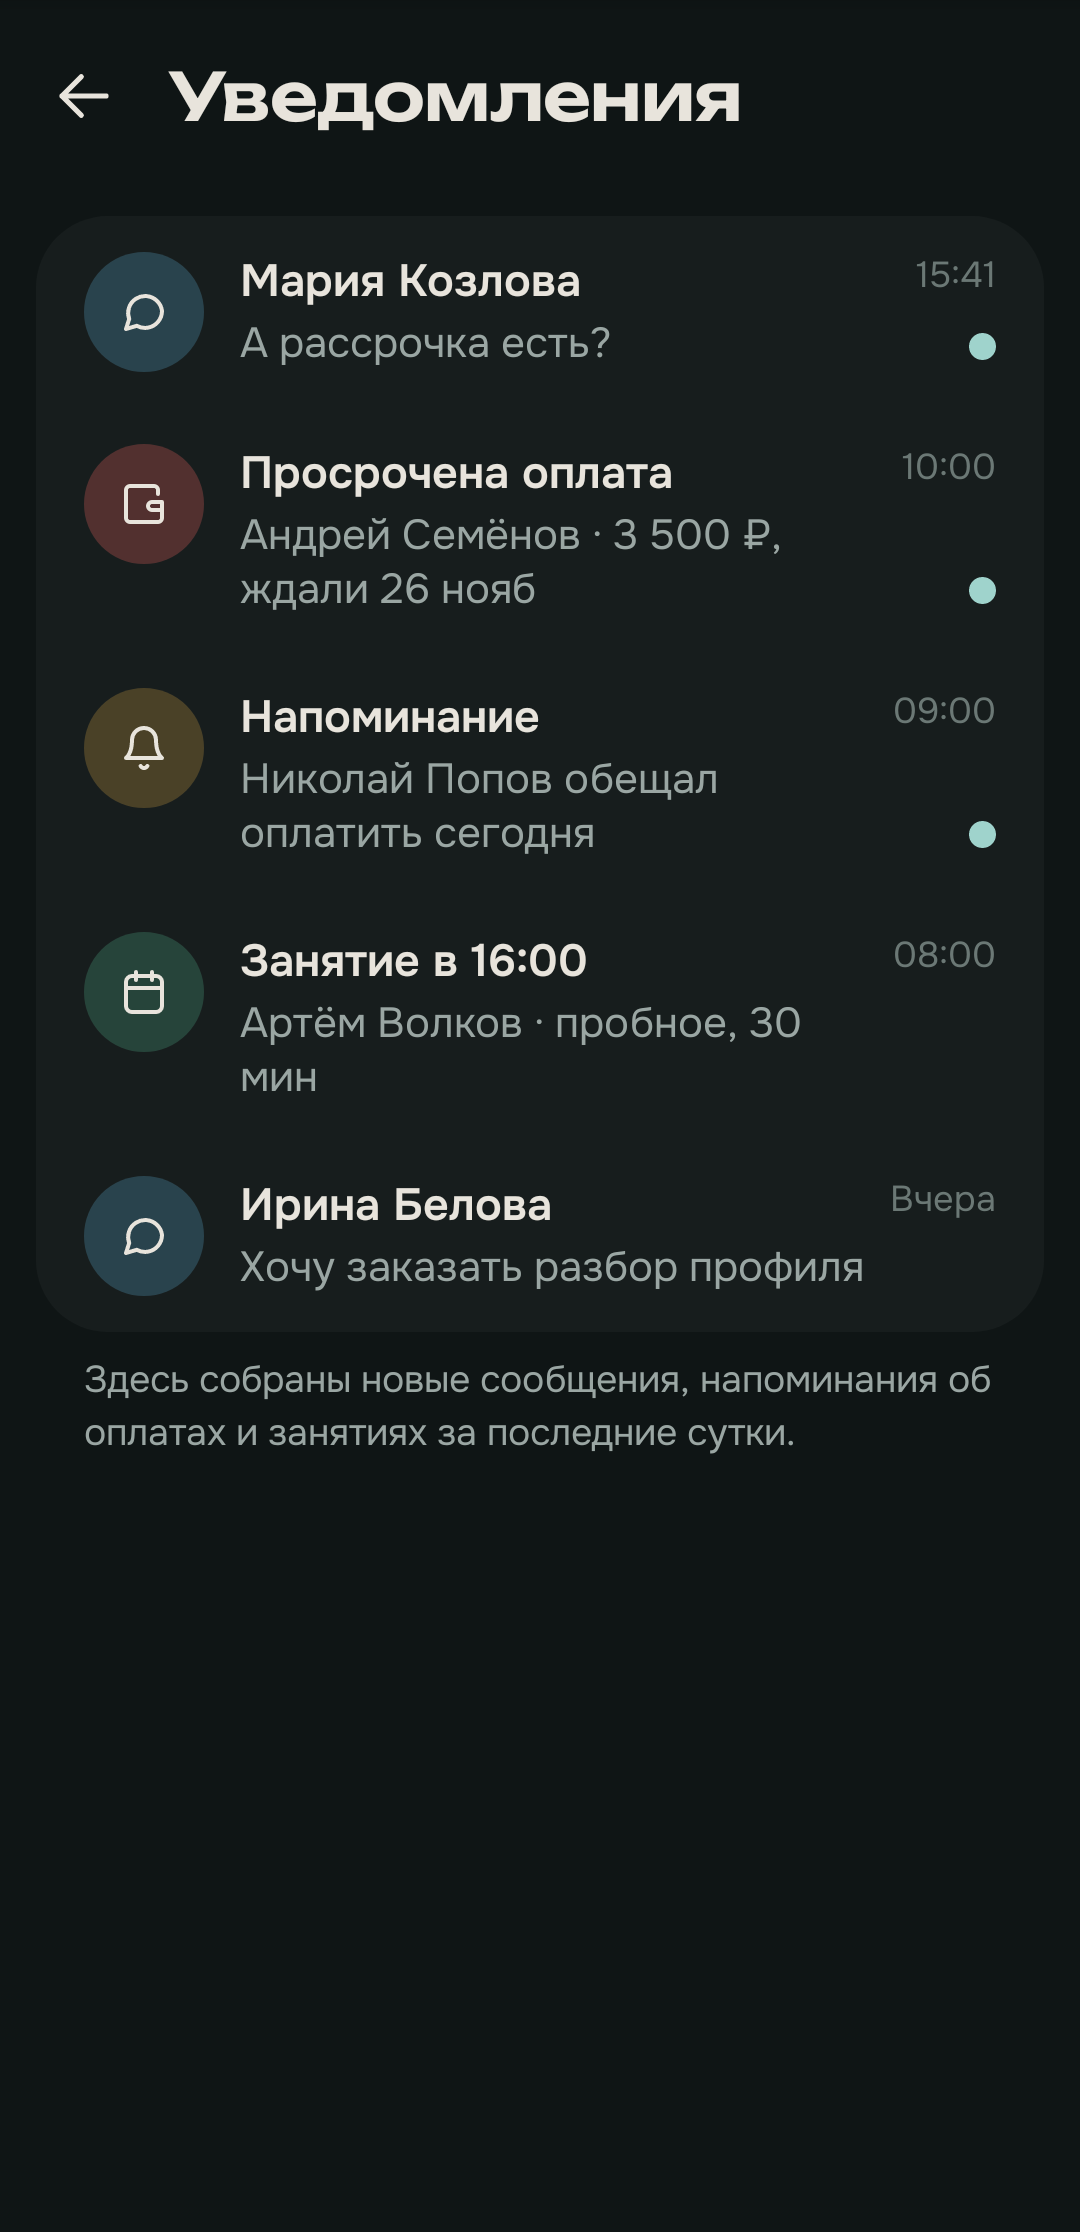 Уведомления
Мария Козлова
15:41
А рассрочка есть?
Просрочена оплата
10:00
Андрей Семёнов · 3 500 ₽,
ждали 26 нояб
Напоминание
09:00
Николай Попов обещал
оплатить сегодня
Занятие в 16:00
08:00
Артём Волков · пробное, 30
мин
Ирина Белова
Вчера
Хочу заказать разбор профиля
Здесь собраны новые сообщения, напоминания об
оплатах и занятиях за последние сутки.